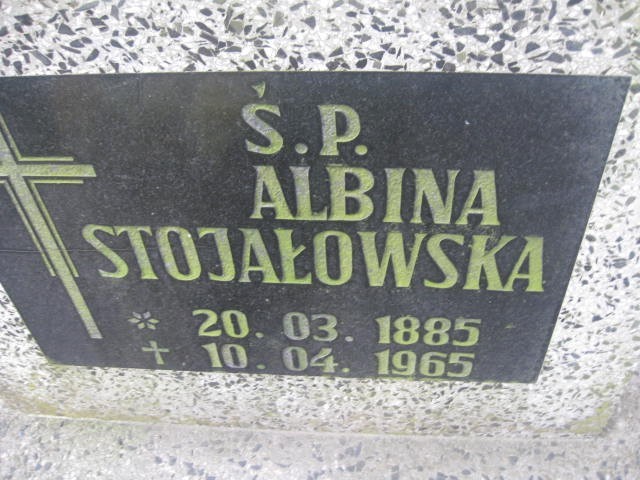 Ś.P.
ALBINA
STOJAŁOWSKA
* 20. 03. 1885
+ 10. 04. 1965